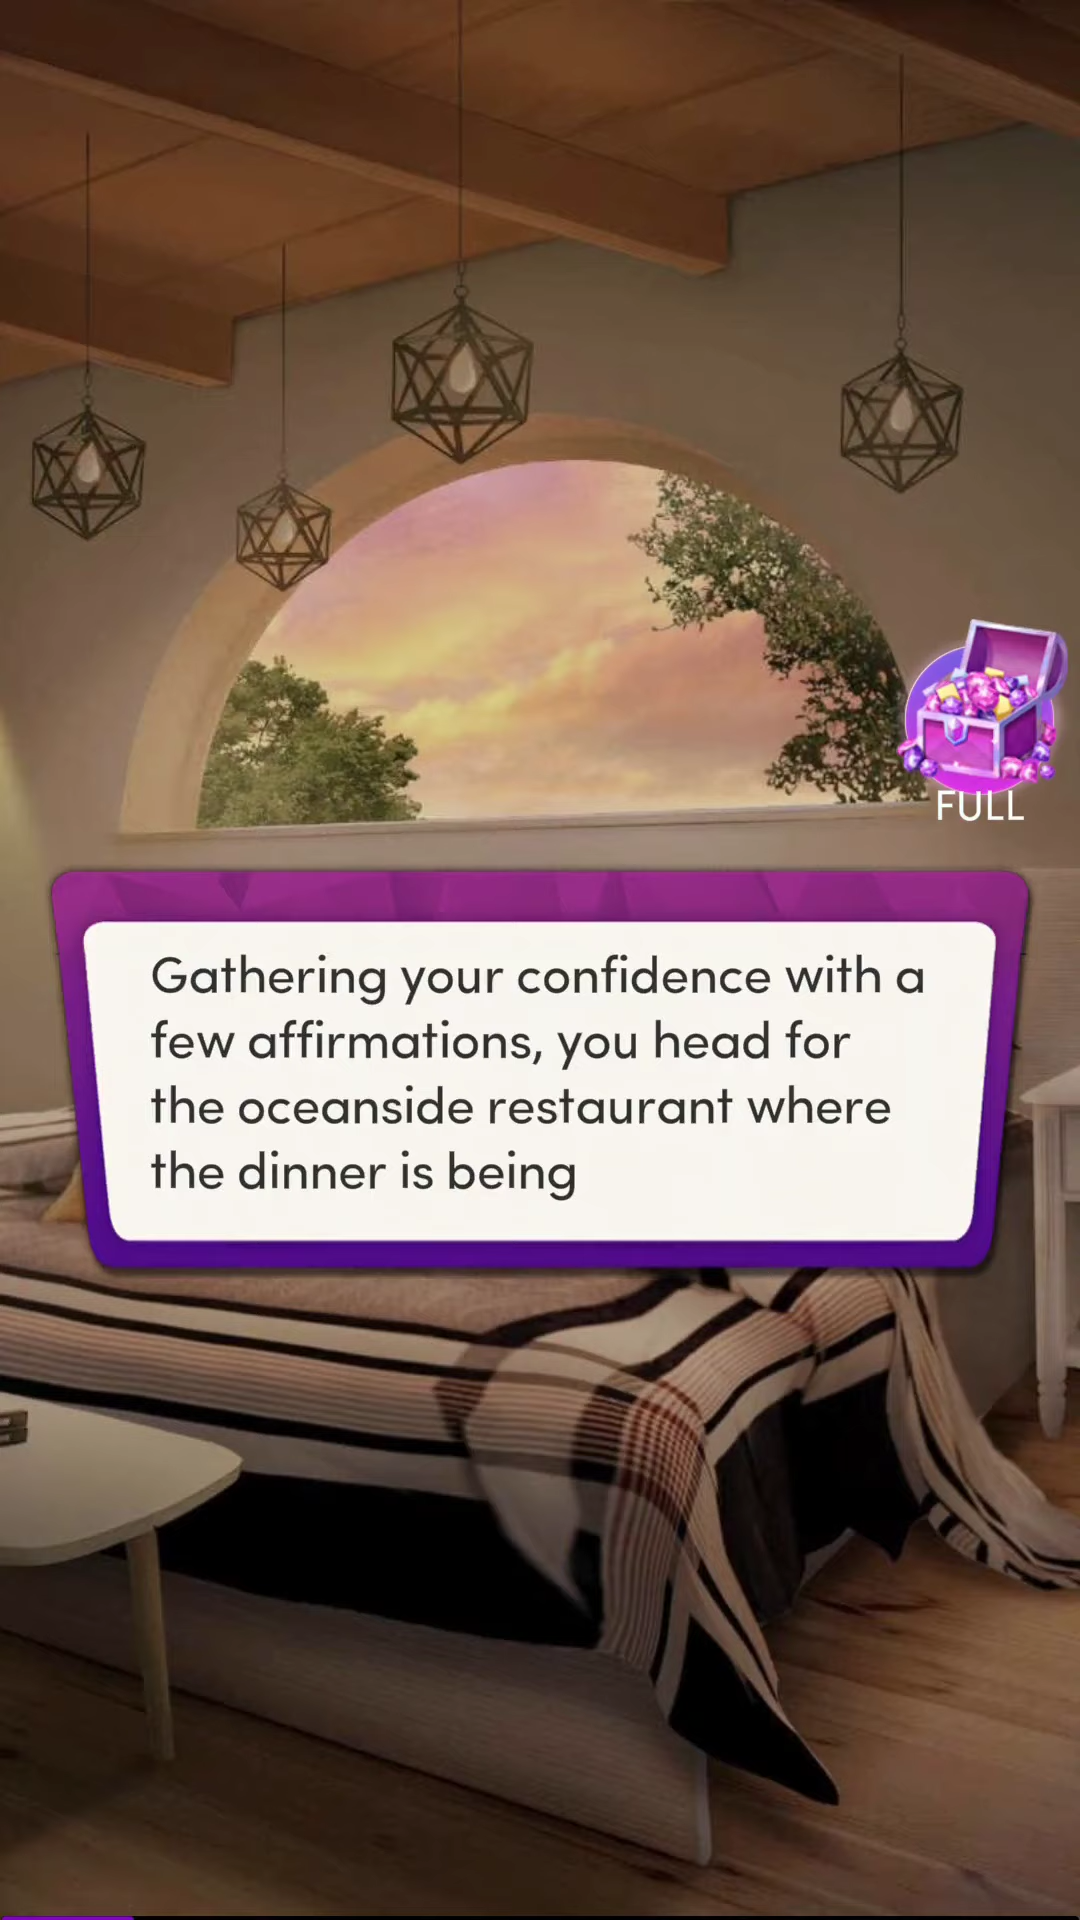 FULL
Gathering your confidence with a
few affirmations, you head for
the oceanside restaurant where
the dinner is being